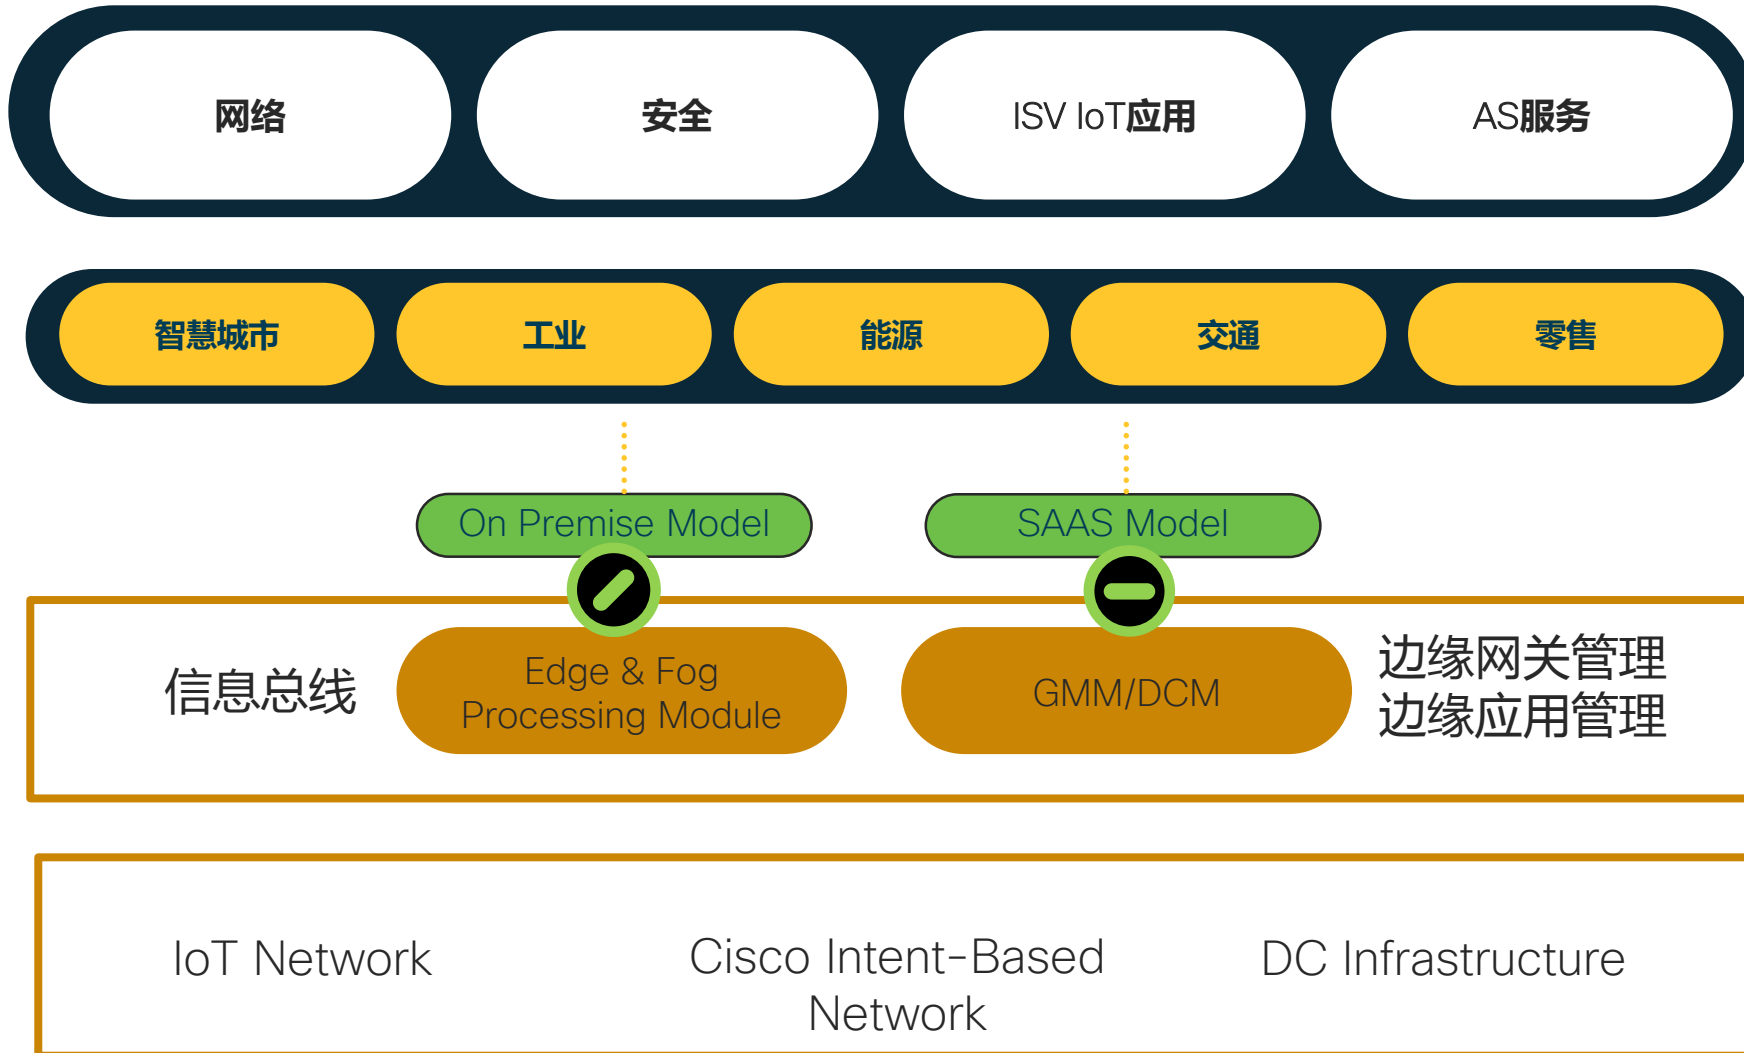 网络
安全
ISV IoT应用
AS服务
智慧城市
工业
能源
交通
零售
On Premise Model
SAAS Model
信息总线
Edge & Fog
Processing Module
GMM/DCM
边缘网关管理
边缘应用管理
IoT Network
Cisco Intent-Based
Network
DC Infrastructure